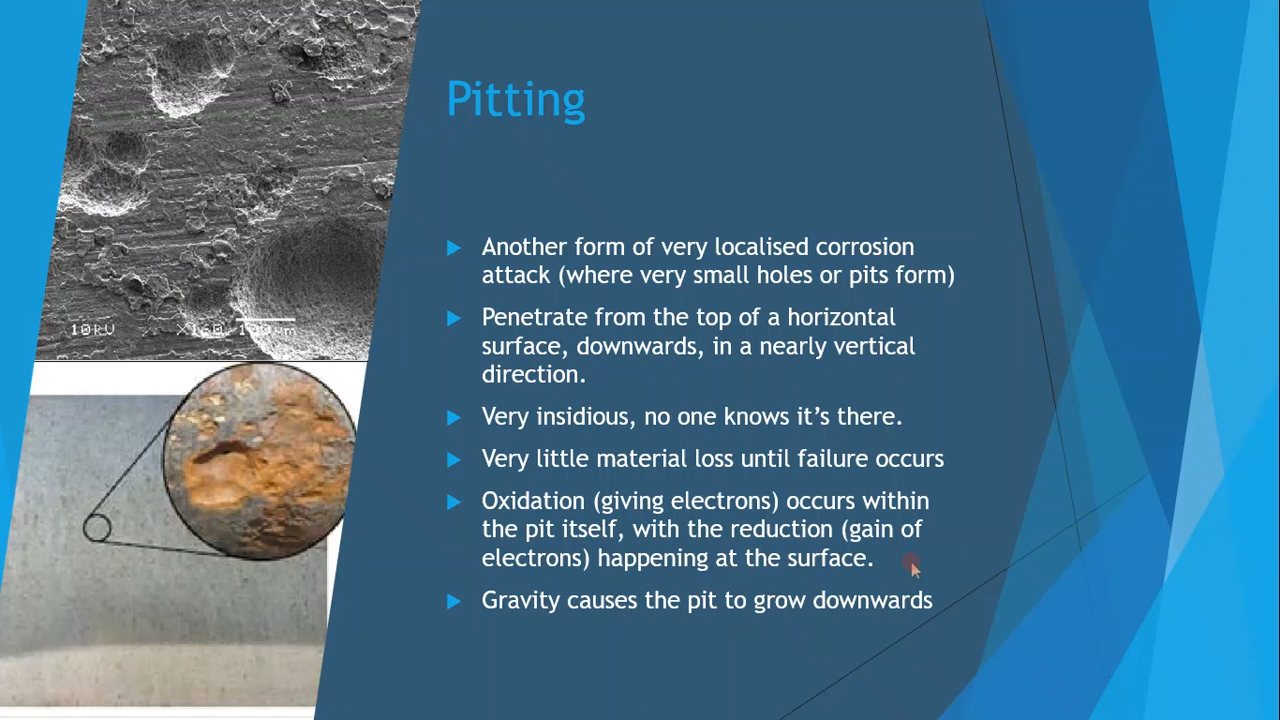 Pitting
Another form of very localised corrosion
attack (where very small holes or pits form)
Penetrate from the top of a horizontal
surface, downwards, in a nearly vertical
direction.
Very insidious, no one knows it’s there.
Very little material loss until failure occurs
Oxidation (giving electrons) occurs within
the pit itself, with the reduction (gain of
electrons) happening at the surface.
Gravity causes the pit to grow downwards
10kU X160 100um